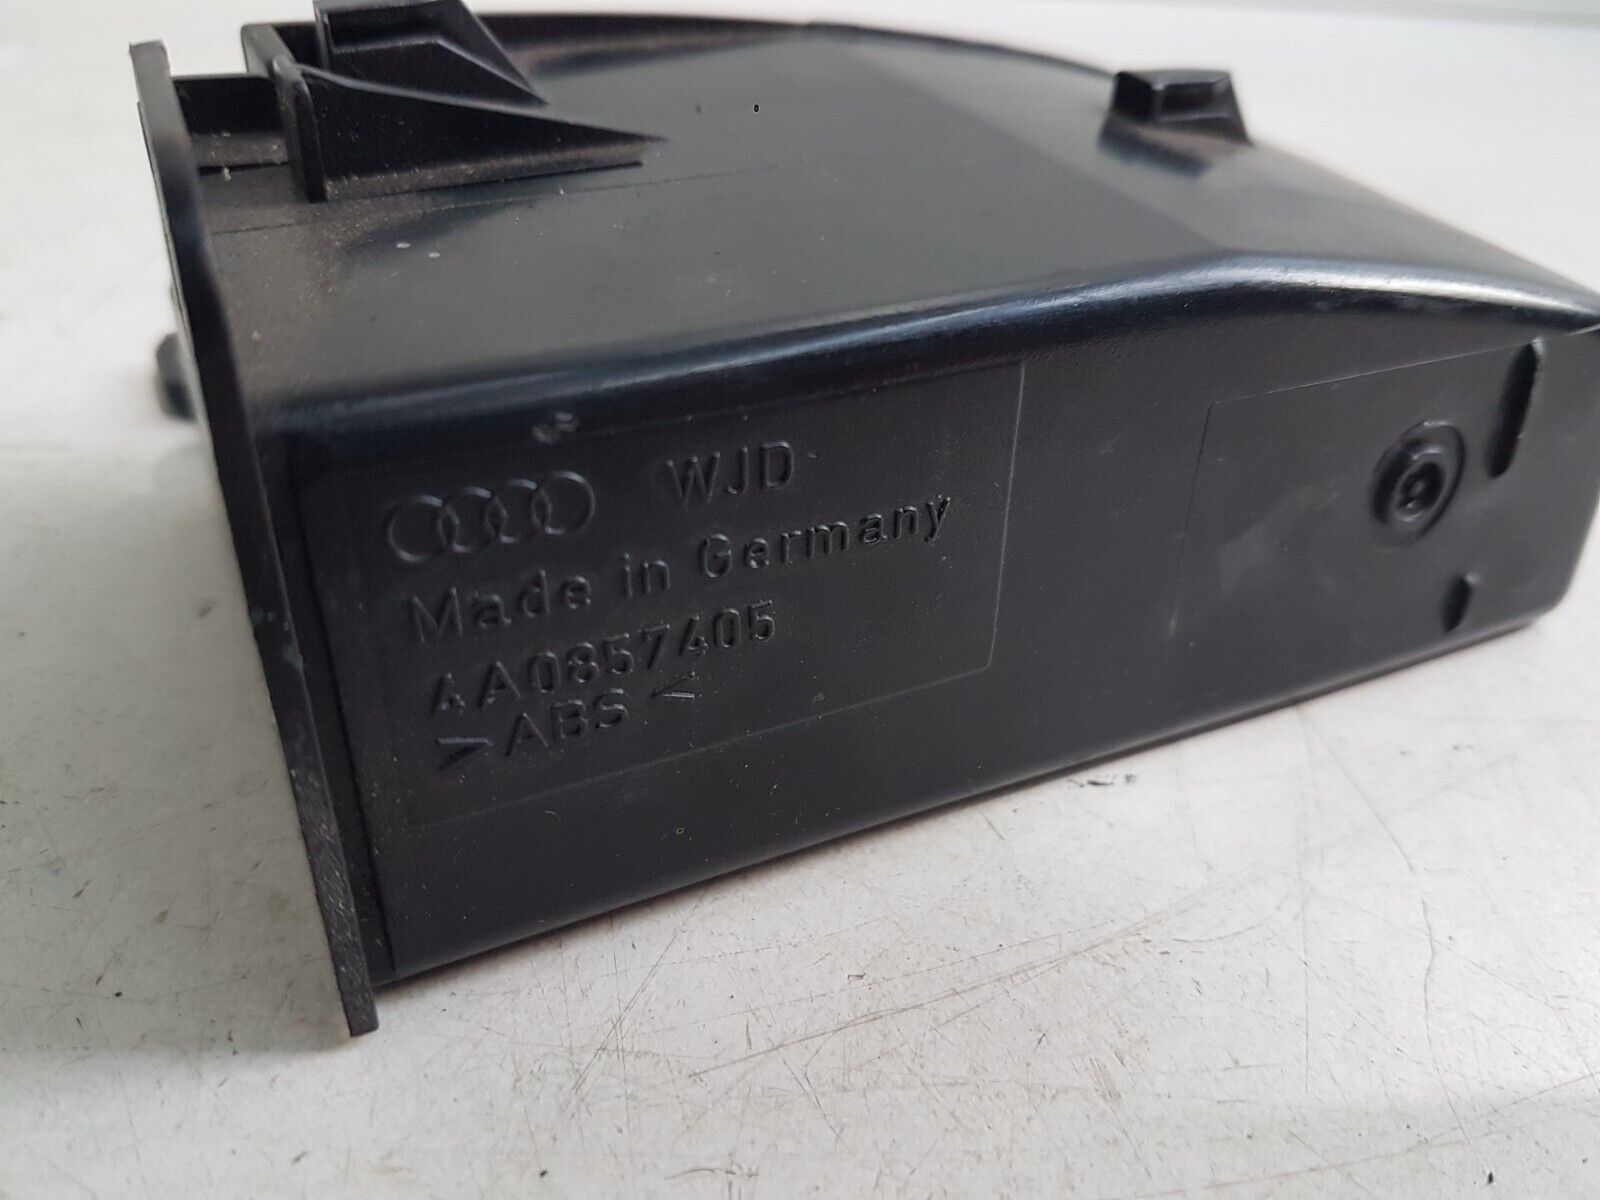 WJD
Made in Germany
4A0857405
>ABS<